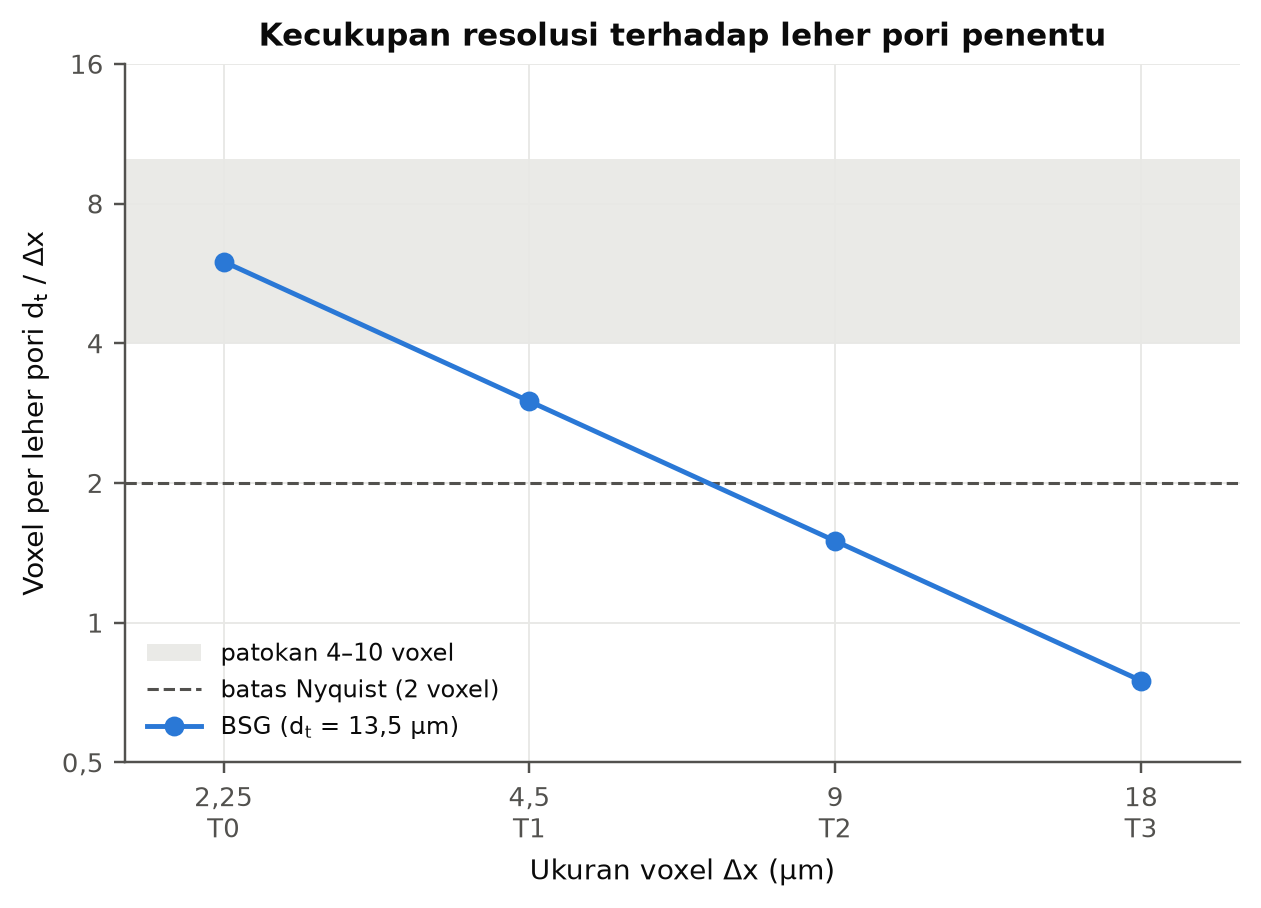 Kecukupan resolusi terhadap leher pori penentu
Voxel per leher pori dₜ / Δx
16
8
4
2
1
0,5
patokan 4–10 voxel
batas Nyquist (2 voxel)
BSG (dₜ = 13,5 μm)
2,25 4,5 9 18
T0 T1 T2 T3
Ukuran voxel Δx (μm)